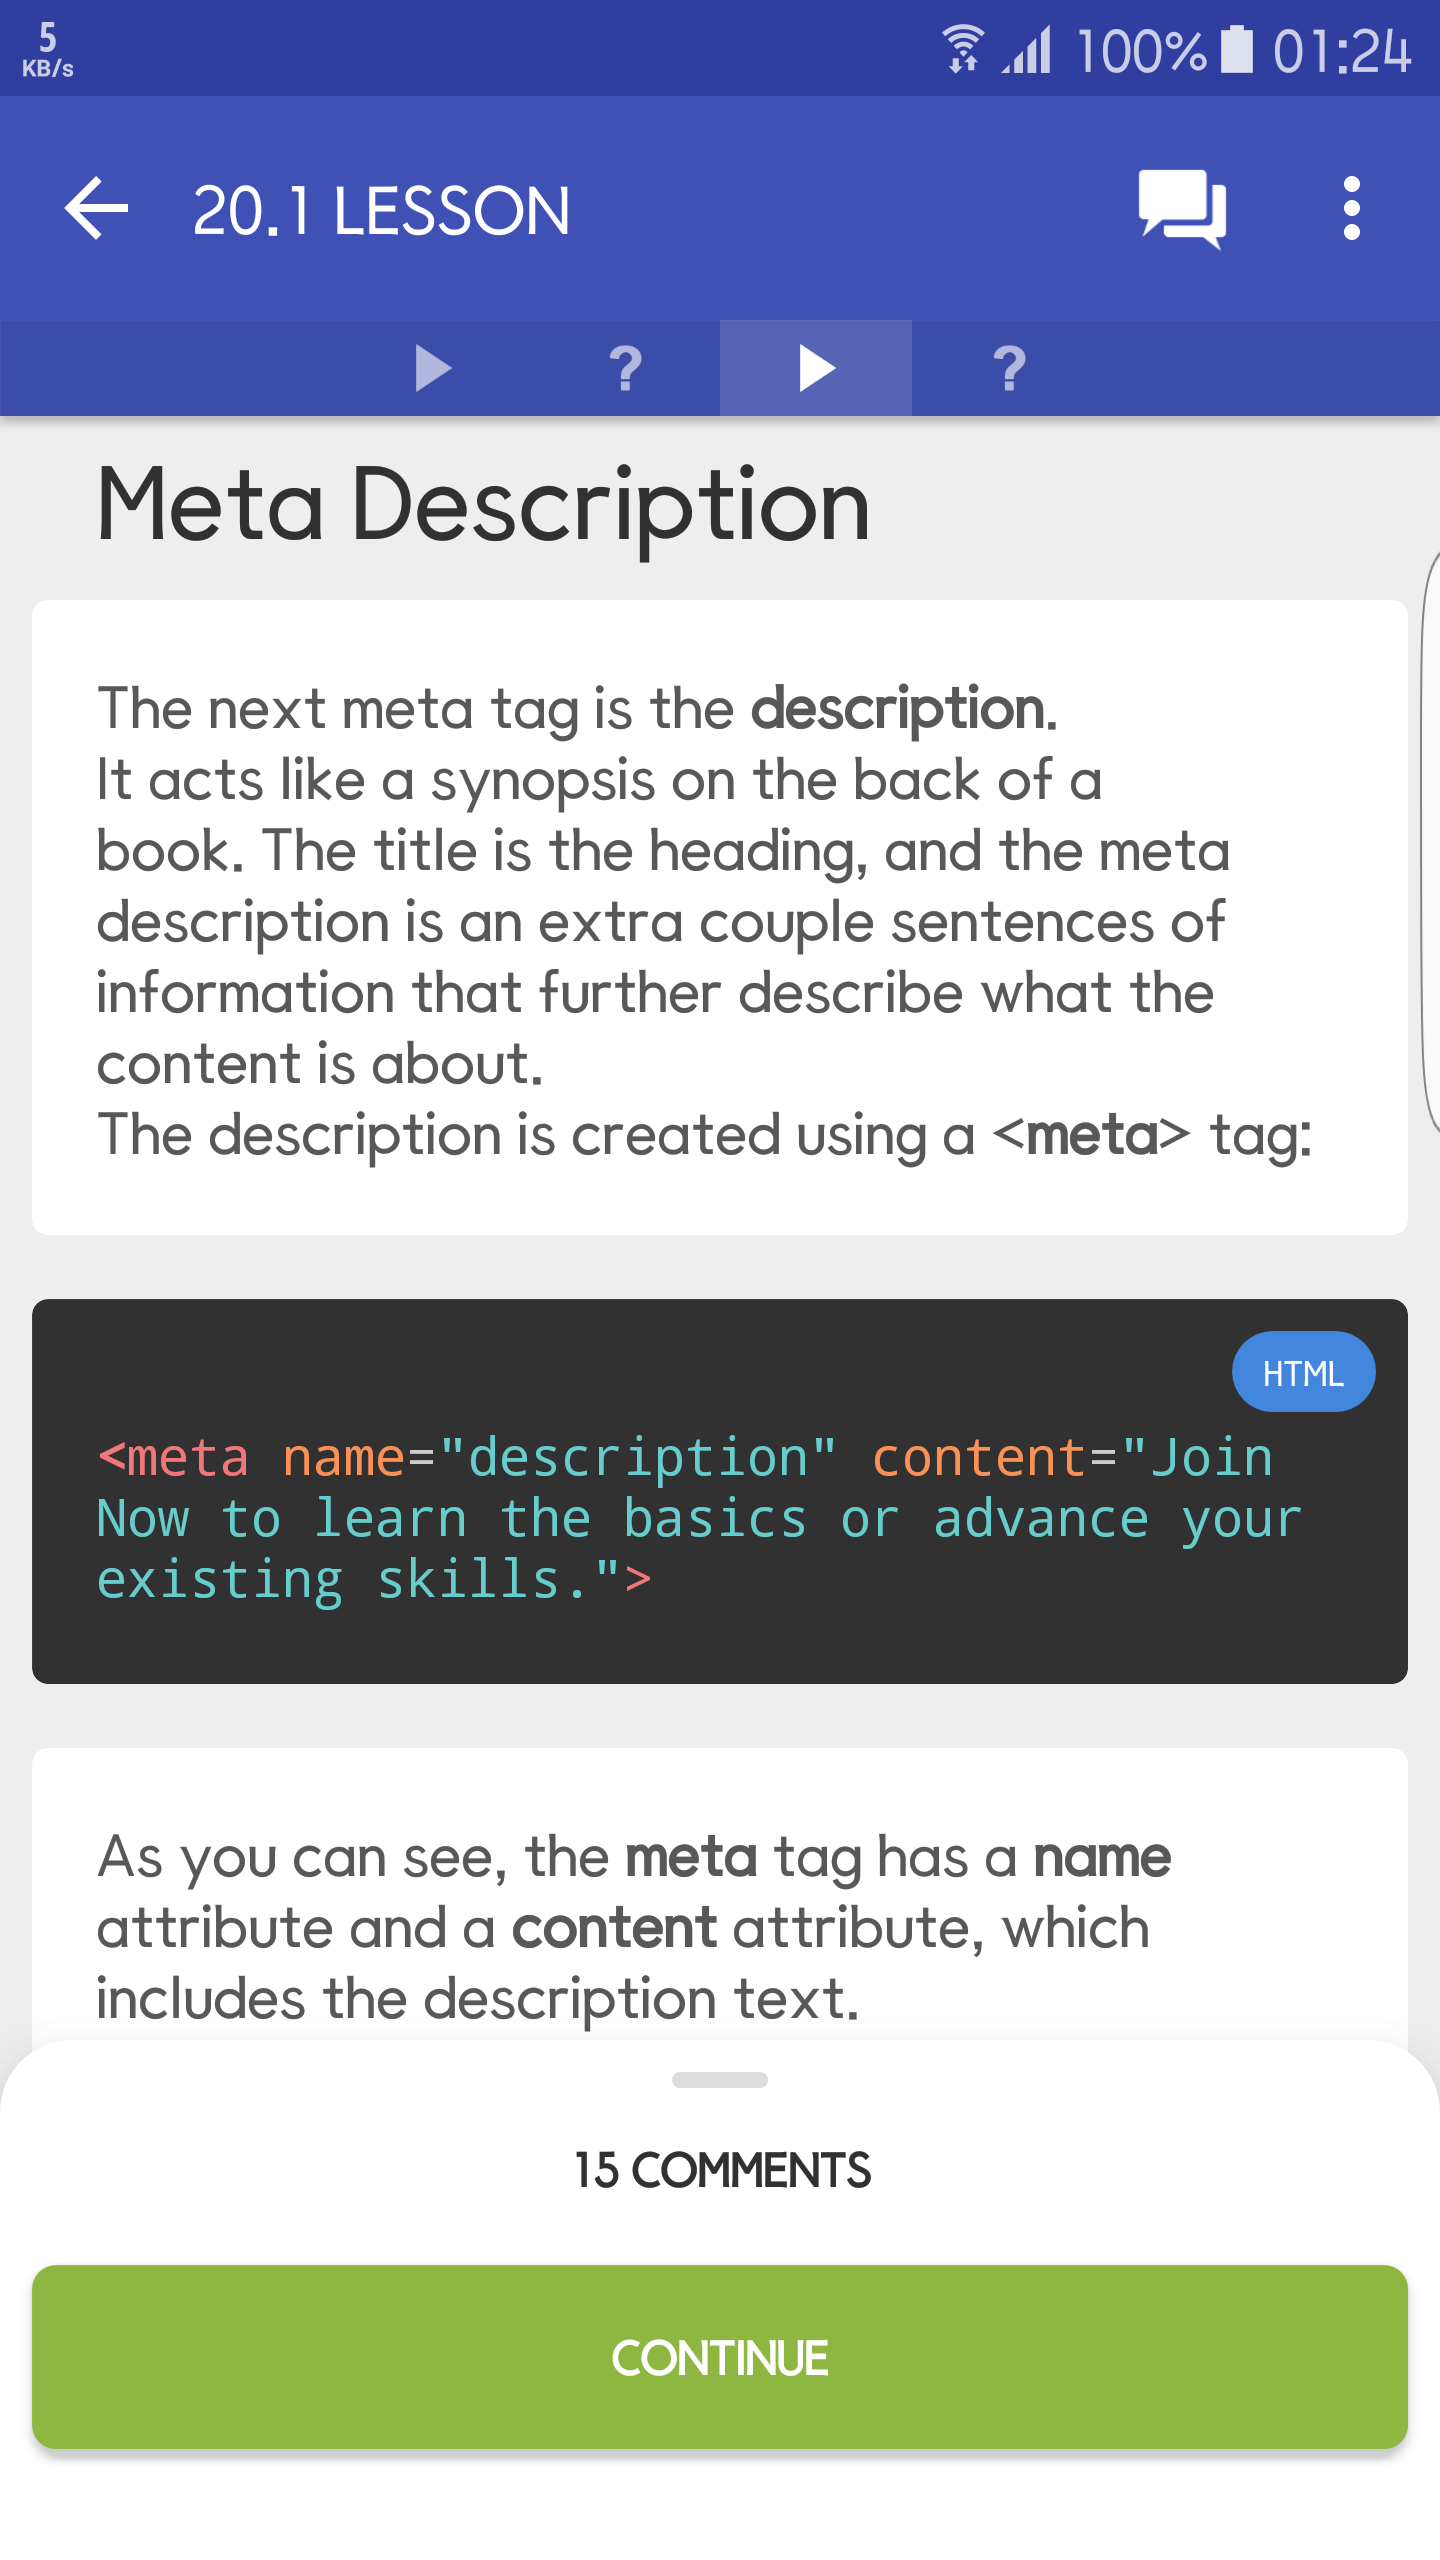 5
KB/s
100% 01:24
20.1 LESSON
?
?
Meta Description
The next meta tag is the description.
It acts like a synopsis on the back of a
book. The title is the heading, and the meta
description is an extra couple sentences of
information that further describe what the
content is about.
The description is created using a <meta> tag:
HTML
<meta name="description" content="Join
Now to learn the basics or advance your
existing skills.">
As you can see, the meta tag has a name
attribute and a content attribute, which
includes the description text.
15 COMMENTS
CONTINUE